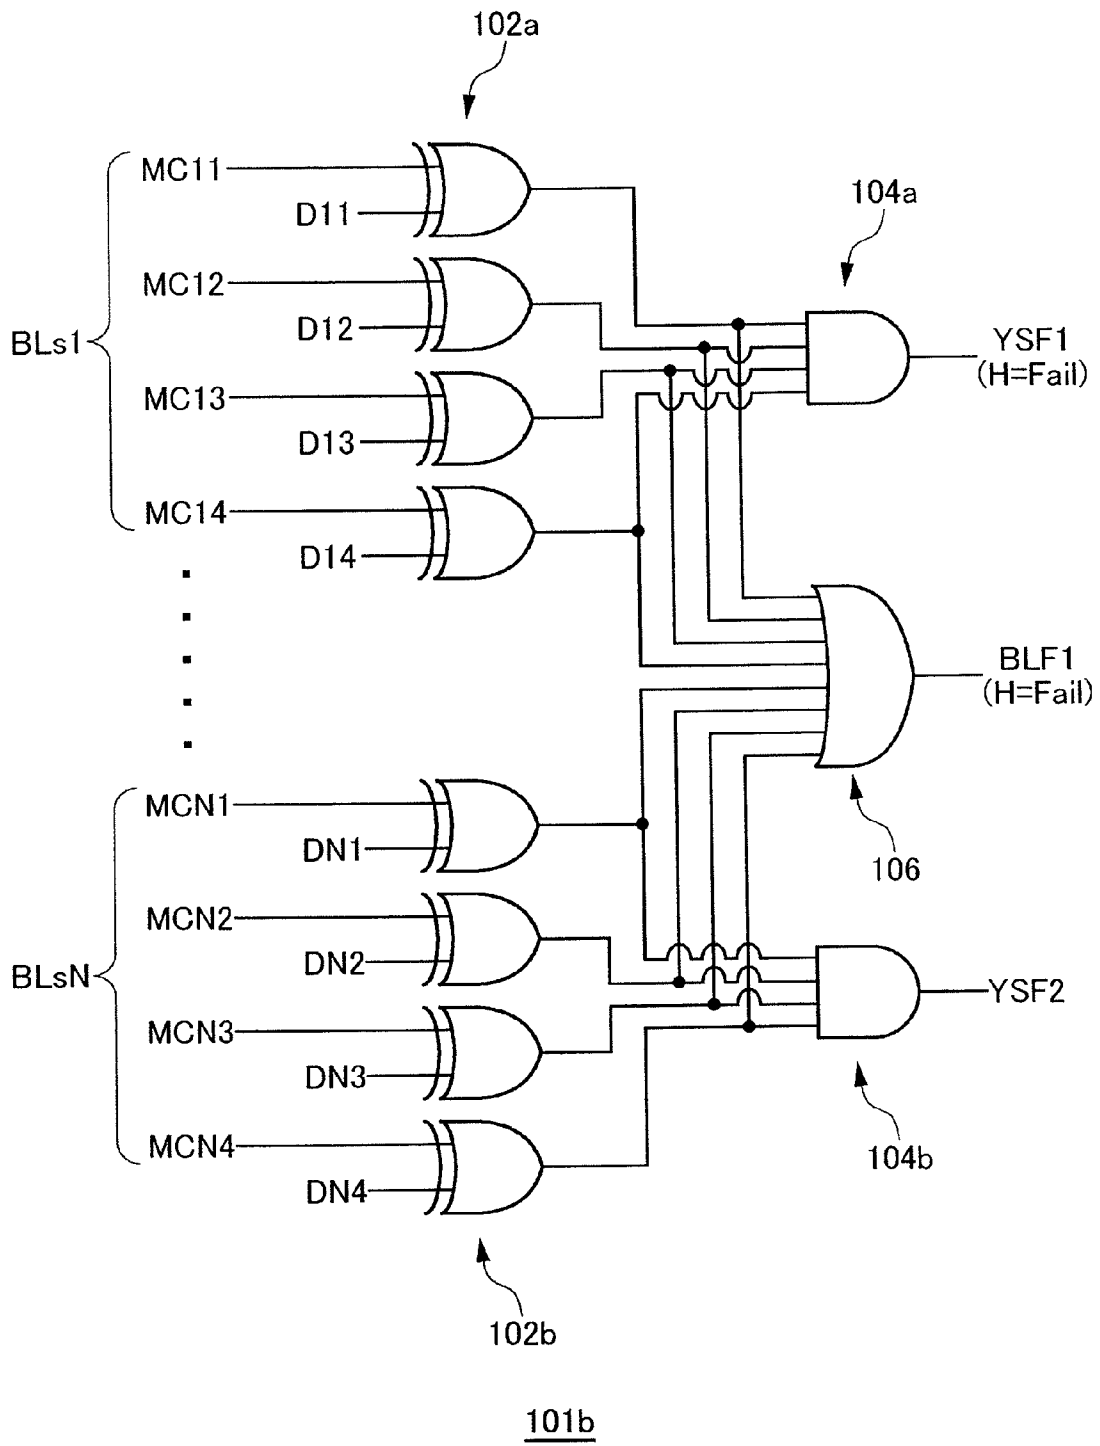 102a
MC11
D11
104a
MC12
D12
BLs1
YSF1
(H=Fail)
MC13
D13
MC14
D14
BLF1
(H=Fail)
MCN1
DN1
106
MCN2
DN2
BLsN
YSF2
MCN3
DN3
MCN4
104b
DN4
102b
101b